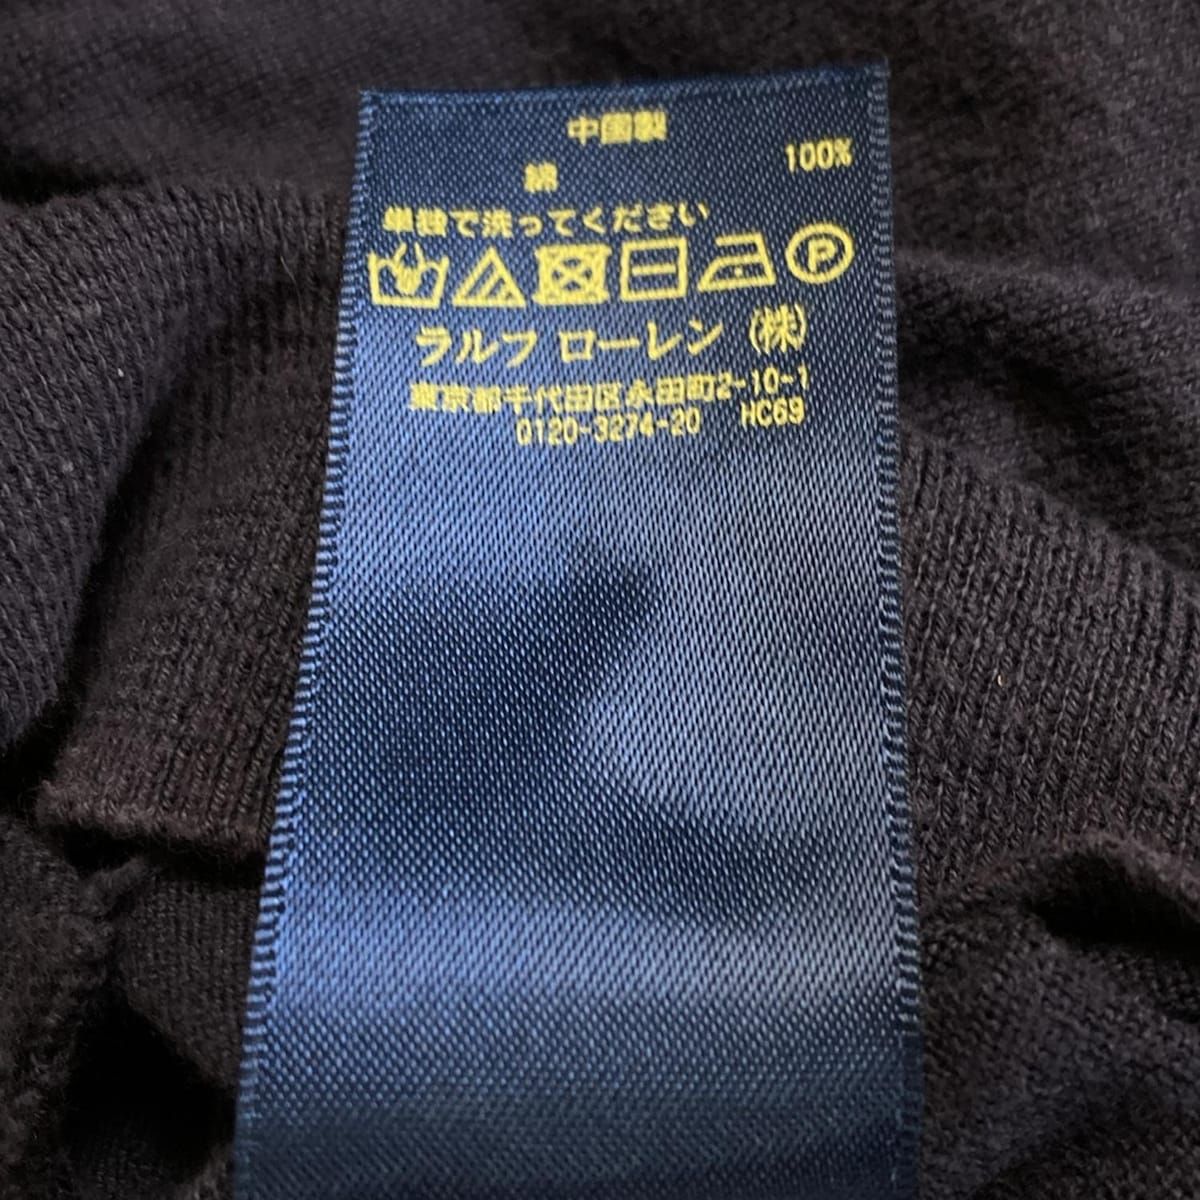 中国製
綿 100%
単独で洗ってください
P
ラルフ ローレン (株)
東京都千代田区永田町2-10-1
0120-3274-20 HC69